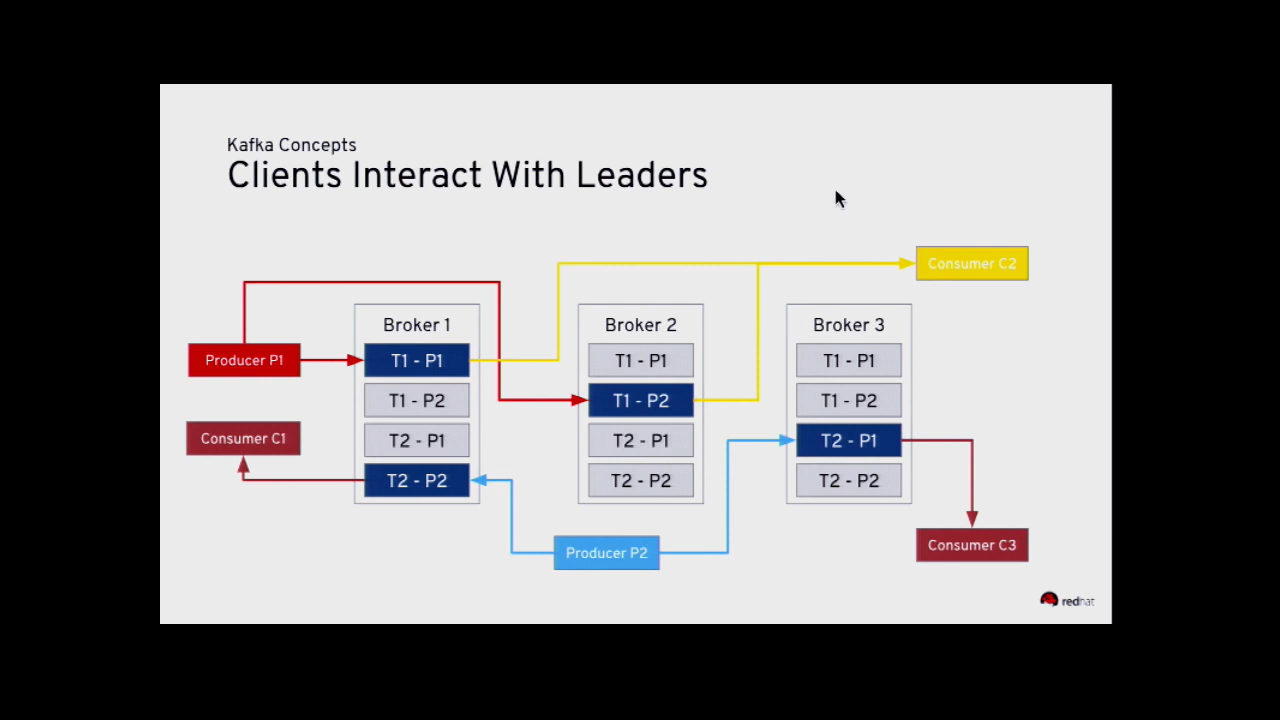 Kafka Concepts
Clients Interact With Leaders
Consumer C2
Broker 1
Broker 2
Broker 3
Producer P1
T1 - P1
T1 - P1
T1 - P1
T1 - P2
T1 - P2
T1 - P2
Consumer C1
T2 - P1
T2 - P1
T2 - P1
T2 - P2
T2 - P2
T2 - P2
Producer P2
Consumer C3
redhat